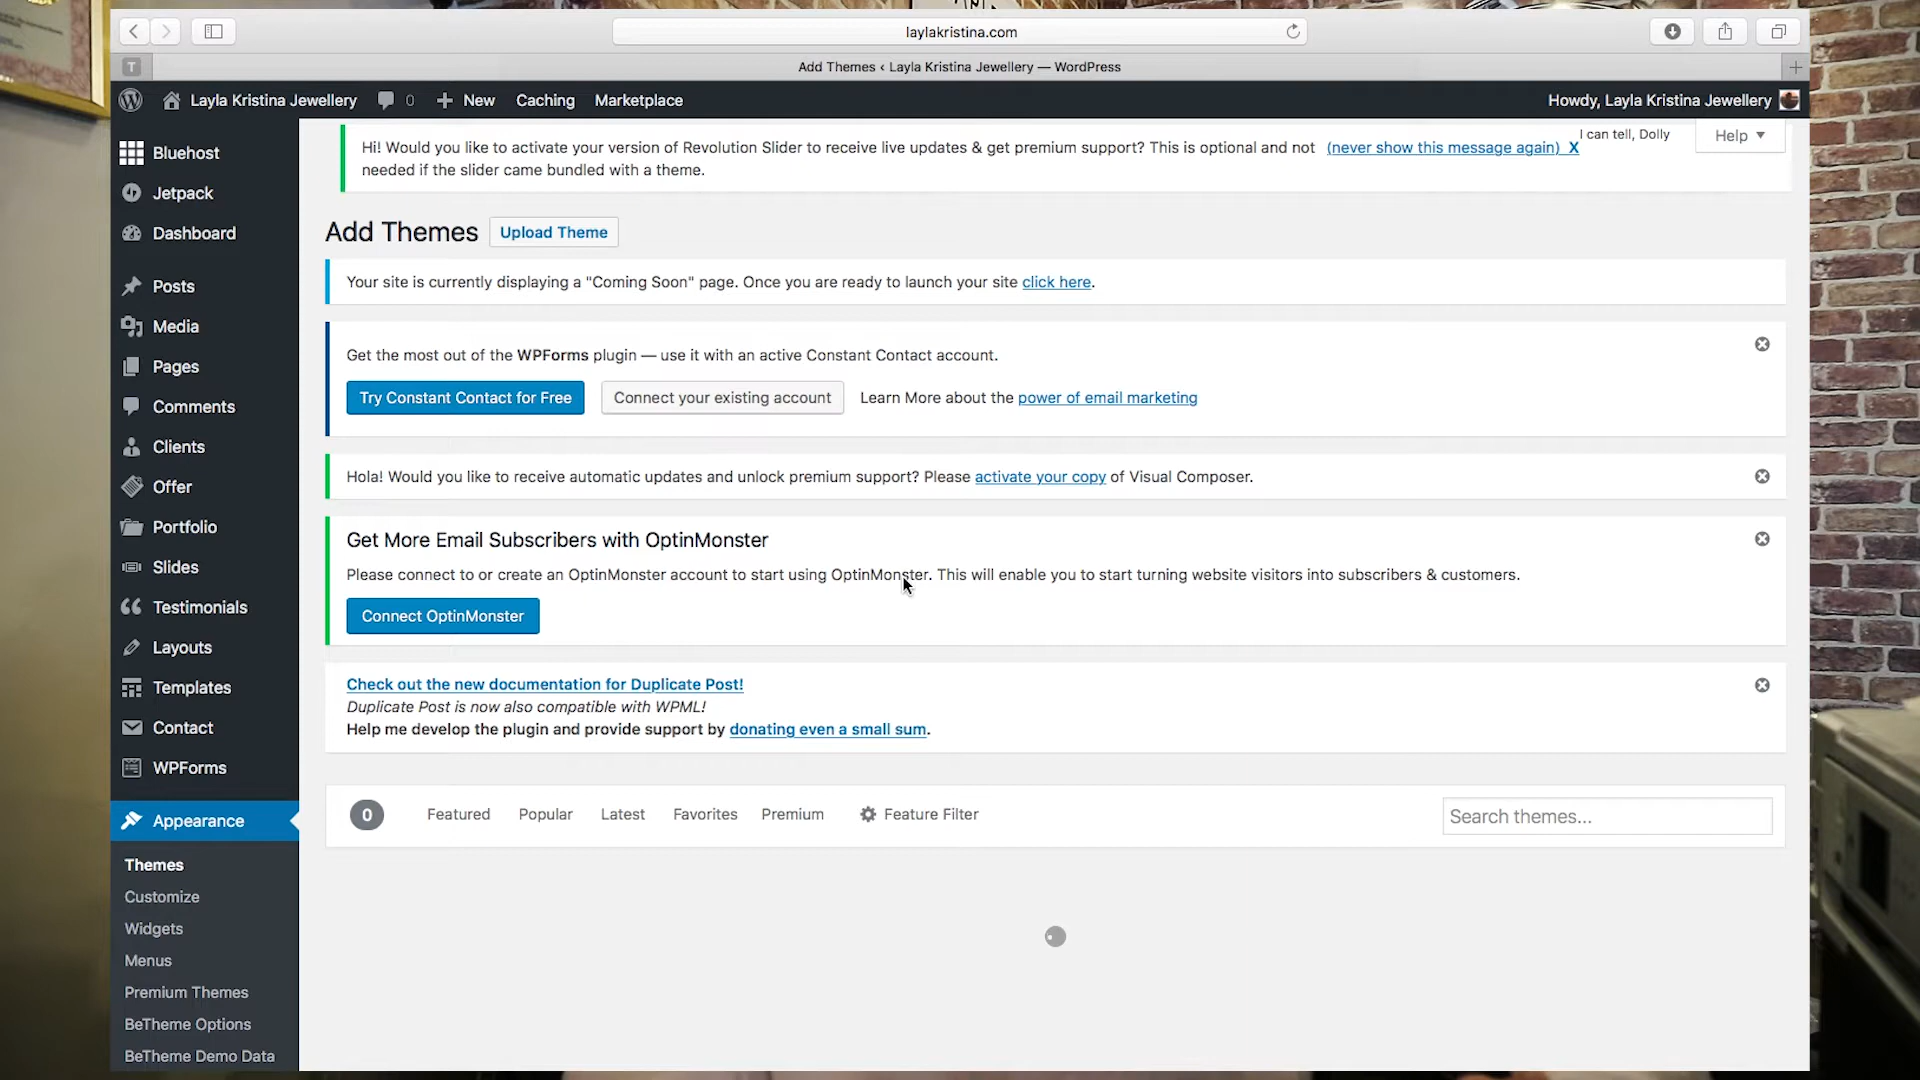 laylakristina.com
T
Add Themes ‹ Layla Kristina Jewellery — WordPress
Layla Kristina Jewellery 0 New Caching Marketplace Howdy, Layla Kristina Jewellery
I can tell, Dolly
Help
Hi! Would you like to activate your version of Revolution Slider to receive live updates & get premium support? This is optional and not (never show this message again) X
needed if the slider came bundled with a theme.
Bluehost
Jetpack
Dashboard
Posts
Media
Pages
Comments
Clients
Offer
Portfolio
Slides
Testimonials
Layouts
Templates
Contact
WPForms
Appearance
Themes
Customize
Widgets
Menus
Premium Themes
BeTheme Options
BeTheme Demo Data
Add Themes Upload Theme
Your site is currently displaying a "Coming Soon" page. Once you are ready to launch your site click here.
Get the most out of the WPForms plugin — use it with an active Constant Contact account.
Try Constant Contact for Free Connect your existing account Learn More about the power of email marketing
Hola! Would you like to receive automatic updates and unlock premium support? Please activate your copy of Visual Composer.
Get More Email Subscribers with OptinMonster
Please connect to or create an OptinMonster account to start using OptinMonster. This will enable you to start turning website visitors into subscribers & customers.
Connect OptinMonster
Check out the new documentation for Duplicate Post!
Duplicate Post is now also compatible with WPML!
Help me develop the plugin and provide support by donating even a small sum.
0 Featured Popular Latest Favorites Premium Feature Filter Search themes...